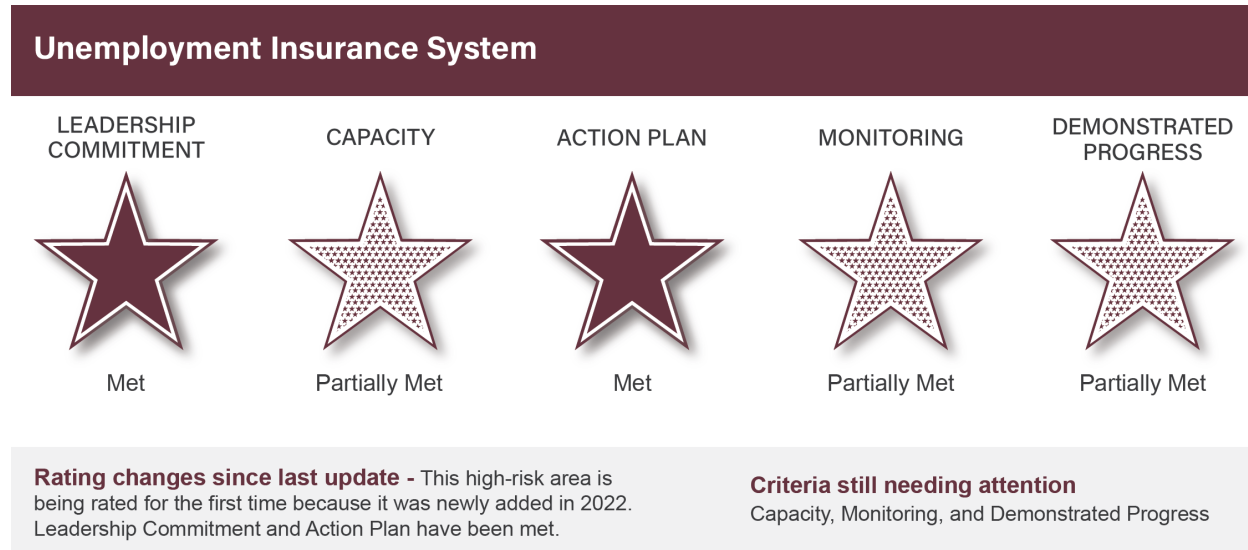 Unemployment Insurance System
LEADERSHIP
COMMITMENT
CAPACITY
ACTION PLAN
MONITORING
DEMONSTRATED
PROGRESS
Met
Partially Met
Met
Partially Met
Partially Met
Rating changes since last update - This high-risk area is
being rated for the first time because it was newly added in 2022.
Leadership Commitment and Action Plan have been met.
Criteria still needing attention
Capacity, Monitoring, and Demonstrated Progress